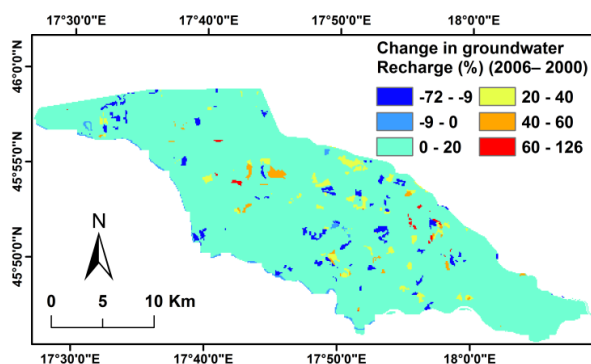 17°30'0"E 17°40'0"E 17°50'0"E 18°0'0"E
46°0'0"N
45°55'0"N
45°50'0"N
Change in groundwater
Recharge (%) (2006– 2000)
-72 - -9 20 - 40
-9 - 0 40 - 60
0 - 20 60 - 126
N
0 5 10 Km
17°30'0"E 17°40'0"E 17°50'0"E 18°0'0"E